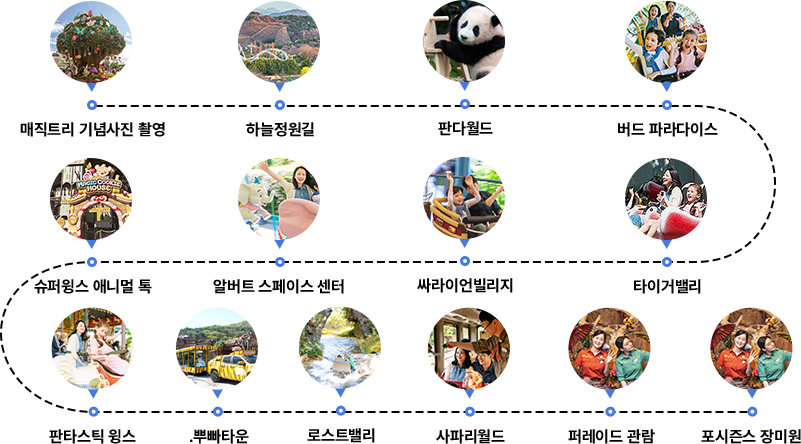 매직트리 기념사진 촬영
하늘정원길
판다월드
버드 파라다이스
MAGIC COOKIE HOUSE
슈퍼윙스 애니멀 톡
알버트 스페이스 센터
싸라이언빌리지
타이거밸리
판타스틱 윙스
.뿌빠타운
로스트밸리
사파리월드
퍼레이드 관람
포시즌스 장미원